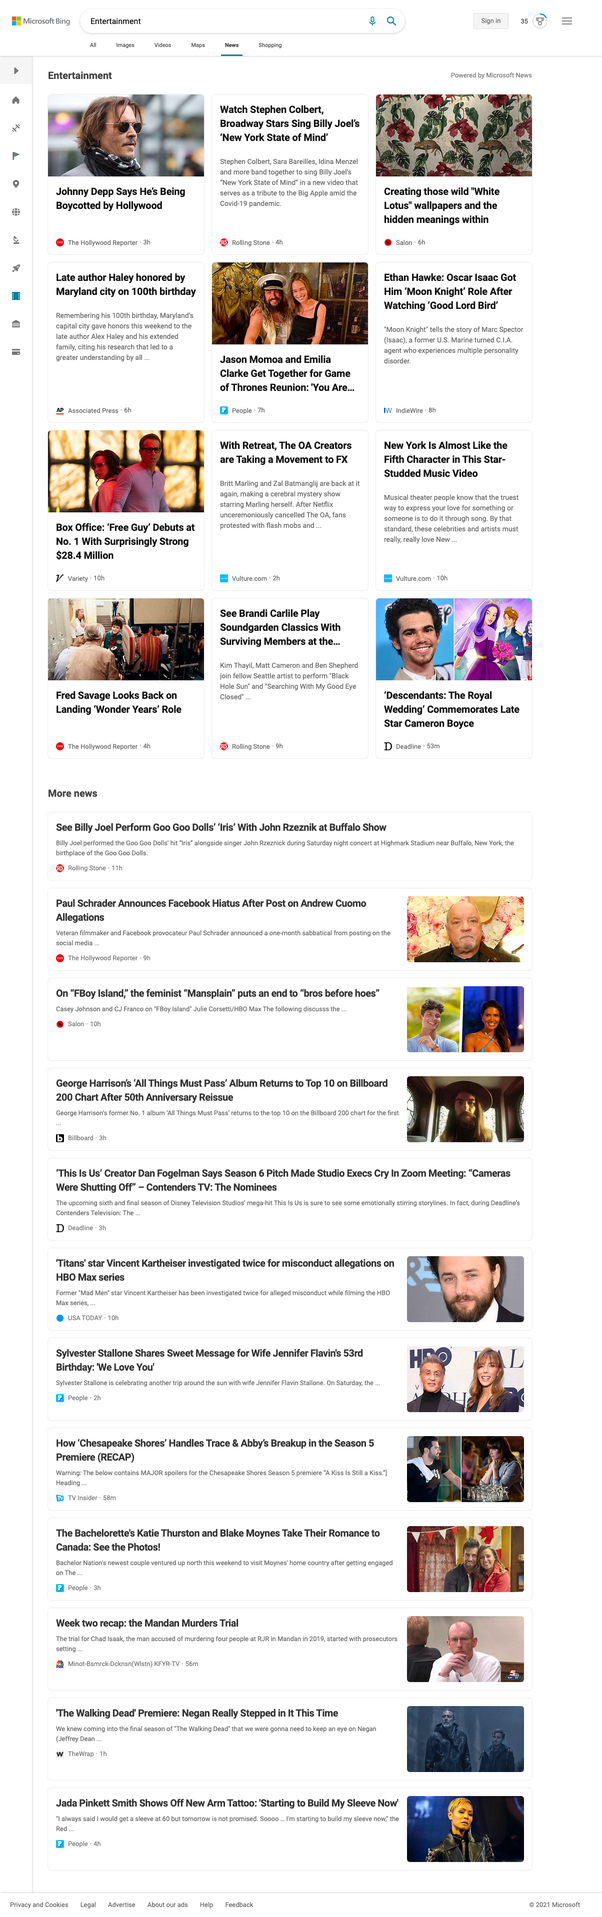 Microsoft Bing
Entertainment
Sign in
35
All Images Videos Maps News Shopping
Entertainment
Powered by Microsoft News
Johnny Depp Says He's Being
Boycotted by Hollywood
The Hollywood Reporter · 3h
Watch Stephen Colbert,
Broadway Stars Sing Billy Joel's
'New York State of Mind'
Stephen Colbert, Sara Bareilles, Idina Menzel
and more band together to sing Billy Joel's
"New York State of Mind" in a new video that
serves as a tribute to the Big Apple amid the
Covid-19 pandemic.
Rolling Stone · 4h
Creating those wild "White
Lotus" wallpapers and the
hidden meanings within
Salon · 6h
Late author Haley honored by
Maryland city on 100th birthday
Remembering his 100th birthday, Maryland's
capital city gave honors this weekend to the
late author Alex Haley and his extended
family, citing his research that led to a
greater understanding by all ...
AP Associated Press · 6h
Jason Momoa and Emilia
Clarke Get Together for Game
of Thrones Reunion: 'You Are...
People · 7h
Ethan Hawke: Oscar Isaac Got
Him 'Moon Knight' Role After
Watching 'Good Lord Bird'
"Moon Knight" tells the story of Marc Spector
(Isaac), a former U.S. Marine turned C.I.A.
agent who experiences multiple personality
disorder.
IW IndieWire · 8h
Box Office: 'Free Guy' Debuts at
No. 1 With Surprisingly Strong
$28.4 Million
Variety · 10h
With Retreat, The OA Creators
are Taking a Movement to FX
Britt Marling and Zal Batmanglij are back at it
again, making a cerebral mystery show
starring Marling herself. After Netflix
unceremoniously cancelled The OA, fans
protested with flash mobs and ...
Vulture.com · 2h
New York Is Almost Like the
Fifth Character in This Star-
Studded Music Video
Musical theater people know that the truest
way to express your love for something or
someone is to do it through song. By that
standard, these celebrities and artists must
really, really love New ...
Vulture.com · 10h
Fred Savage Looks Back on
Landing 'Wonder Years' Role
The Hollywood Reporter · 4h
See Brandi Carlile Play
Soundgarden Classics With
Surviving Members at the...
Kim Thayil, Matt Cameron and Ben Shepherd
join fellow Seattle artist to perform "Black
Hole Sun" and "Searching With My Good Eye
Closed" ...
Rolling Stone · 9h
'Descendants: The Royal
Wedding' Commemorates Late
Star Cameron Boyce
Deadline · 53m
More news
See Billy Joel Perform Goo Goo Dolls' 'Iris' With John Rzeznik at Buffalo Show
Billy Joel performed the Goo Goo Dolls' hit "Iris" alongside singer John Rzeznick during Saturday night concert at Highmark Stadium near Buffalo, New York, the
birthplace of the Goo Goo Dolls.
Rolling Stone · 11h
Paul Schrader Announces Facebook Hiatus After Post on Andrew Cuomo
Allegations
Veteran filmmaker and Facebook provocateur Paul Schrader announced a one-month sabbatical from posting on the
social media ...
The Hollywood Reporter · 9h
On "FBoy Island," the feminist "Mansplain" puts an end to "bros before hoes"
Casey Johnson and CJ Franco on "FBoy Island" Julie Corsetti/HBO Max The following discusss the ...
Salon · 10h
George Harrison's 'All Things Must Pass' Album Returns to Top 10 on Billboard
200 Chart After 50th Anniversary Reissue
George Harrison's former No. 1 album 'All Things Must Pass' returns to the top 10 on the Billboard 200 chart for the first
...
Billboard · 3h
'This Is Us' Creator Dan Fogelman Says Season 6 Pitch Made Studio Execs Cry In Zoom Meeting: "Cameras
Were Shutting Off" – Contenders TV: The Nominees
The upcoming sixth and final season of Disney Television Studios' mega-hit This Is Us is sure to see some emotionally stirring storylines. In fact, during Deadline's
Contenders Television: The ...
Deadline · 3h
'Titans' star Vincent Kartheiser investigated twice for misconduct allegations on
HBO Max series
Former "Mad Men" star Vincent Kartheiser has been investigated twice for alleged misconduct while filming the HBO
Max series, ...
USA TODAY · 10h
Sylvester Stallone Shares Sweet Message for Wife Jennifer Flavin's 53rd
Birthday: 'We Love You'
Sylvester Stallone is celebrating another trip around the sun with wife Jennifer Flavin Stallone. On Saturday, the ...
People · 2h
HBO
How 'Chesapeake Shores' Handles Trace & Abby's Breakup in the Season 5
Premiere (RECAP)
Warning: The below contains MAJOR spoilers for the Chesapeake Shores Season 5 premiere "A Kiss Is Still a Kiss."]
Heading ...
TV Insider · 58m
The Bachelorette's Katie Thurston and Blake Moynes Take Their Romance to
Canada: See the Photos!
Bachelor Nation's newest couple ventured up north this weekend to visit Moynes' home country after getting engaged
on The ...
People · 3h
Week two recap: the Mandan Murders Trial
The trial for Chad Isaak, the man accused of murdering four people at RJR in Mandan in 2019, started with prosecutors
setting ...
Minot-Bsmrck-Dcknsn(Wlstn) KFYR-TV · 56m
'The Walking Dead' Premiere: Negan Really Stepped in It This Time
We knew coming into the final season of "The Walking Dead" that we were gonna need to keep an eye on Negan
(Jeffrey Dean ...
TheWrap · 1h
Jada Pinkett Smith Shows Off New Arm Tattoo: 'Starting to Build My Sleeve Now'
"I always said I would get a sleeve at 60 but tomorrow is not promised. Soooo .. I'm starting to build my sleeve now," the
Red ...
People · 4h
Privacy and Cookies Legal Advertise About our ads Help Feedback © 2021 Microsoft